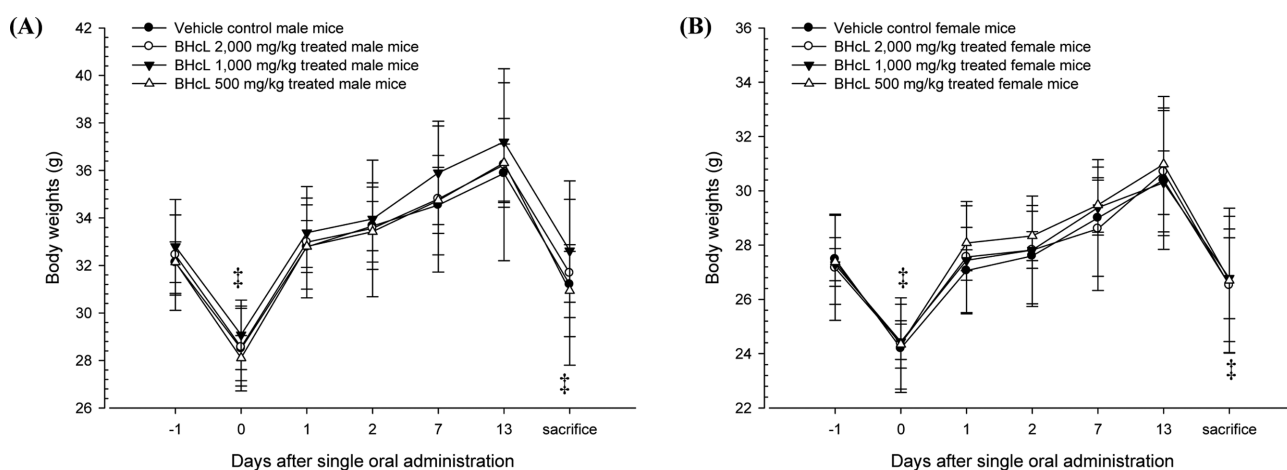 (A)
Vehicle control male mice
BHcL 2,000 mg/kg treated male mice
BHcL 1,000 mg/kg treated male mice
BHcL 500 mg/kg treated male mice
Body weights (g)
42
40
38
36
34
32
30
28
26
‡
‡
-1 0 1 2 7 13 sacrifice
Days after single oral administration
(B)
Vehicle control female mice
BHcL 2,000 mg/kg treated female mice
BHcL 1,000 mg/kg treated female mice
BHcL 500 mg/kg treated female mice
Body weights (g)
36
34
32
30
28
26
24
22
‡
‡
-1 0 1 2 7 13 sacrifice
Days after single oral administration